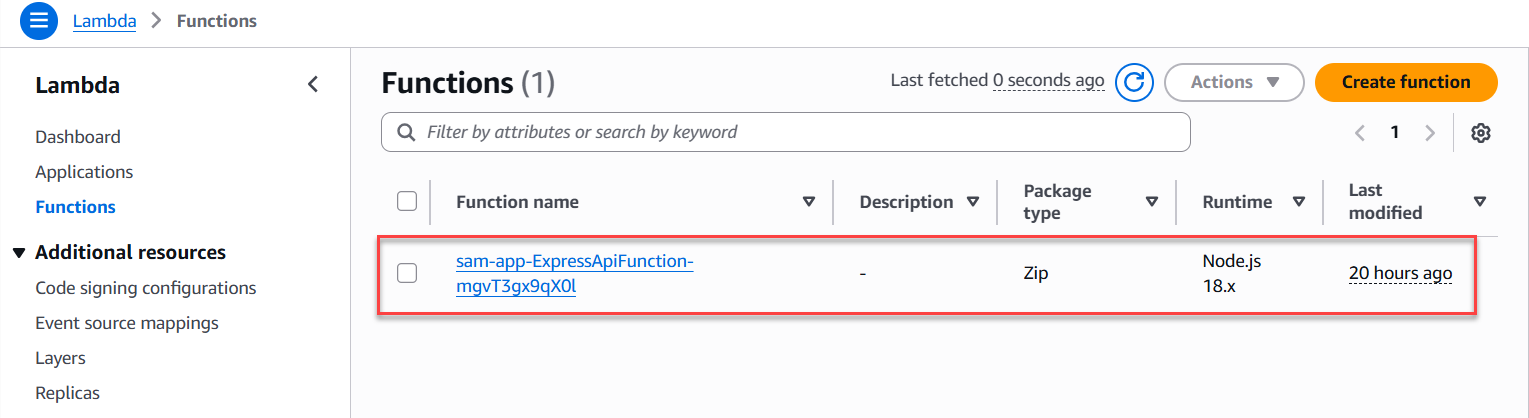 Lambda > Functions
Lambda
Dashboard
Applications
Functions
Additional resources
Code signing configurations
Event source mappings
Layers
Replicas
Functions (1)
Last fetched 0 seconds ago
Actions
Create function
Filter by attributes or search by keyword
1
Function name
Description
Package
type
Runtime
Last
modified
sam-app-ExpressApiFunction-
mgvT3gx9qX0l
-
Zip
Node.js
18.x
20 hours ago